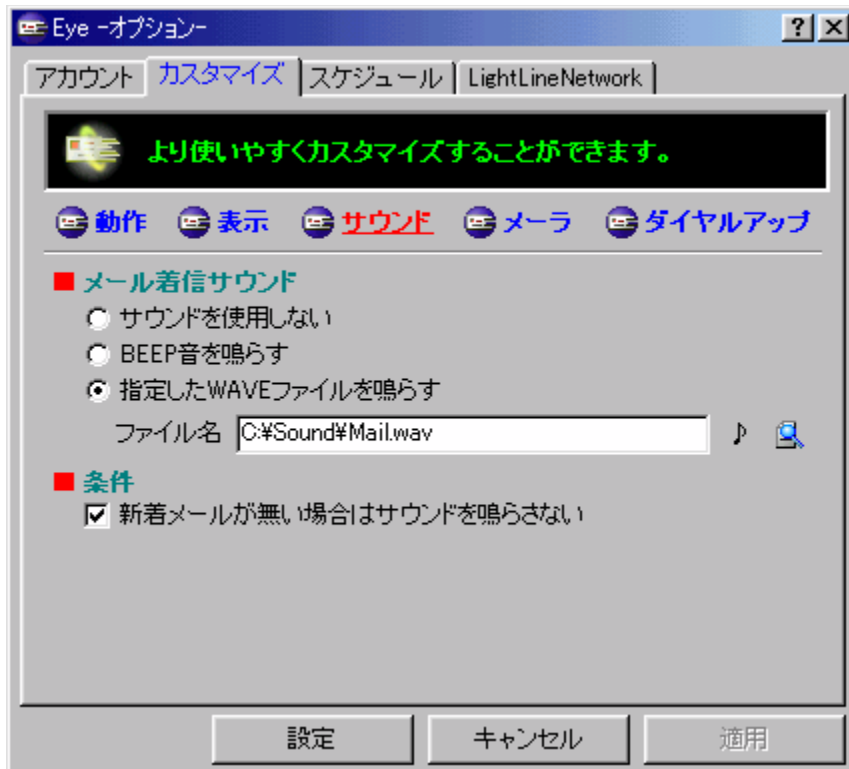 Eye -オプション-
アカウント カスタマイズ スケジュール LightLineNetwork
より使いやすくカスタマイズすることができます。
動作 表示 サウンド メーラ ダイヤルアップ
メール着信サウンド
サウンドを使用しない
BEEP音を鳴らす
指定したWAVEファイルを鳴らす
ファイル名 C:¥Sound¥Mail.wav
条件
新着メールが無い場合はサウンドを鳴らさない
設定 キャンセル 適用